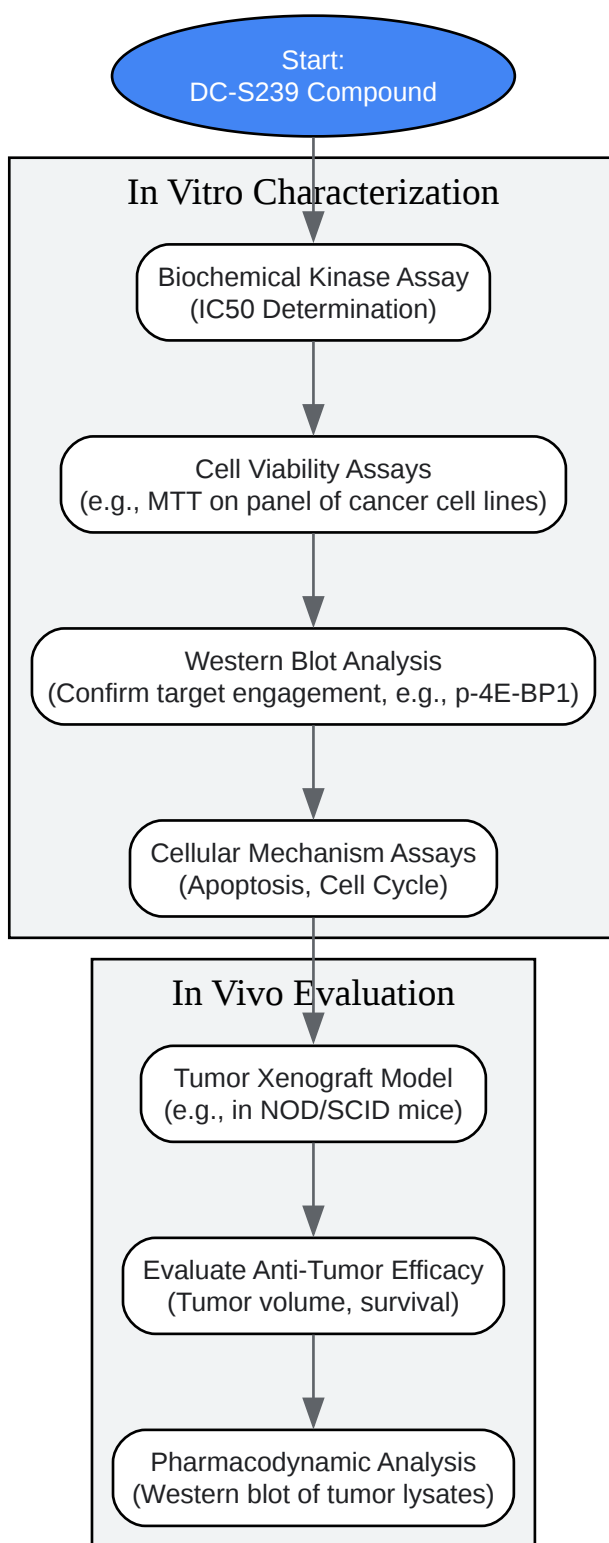 Start:
DC-S239 Compound
In Vitro Characterization
Biochemical Kinase Assay
(IC50 Determination)
Cell Viability Assays
(e.g., MTT on panel of cancer cell lines)
Western Blot Analysis
(Confirm target engagement, e.g., p-4E-BP1)
Cellular Mechanism Assays
(Apoptosis, Cell Cycle)
In Vivo Evaluation
Tumor Xenograft Model
(e.g., in NOD/SCID mice)
Evaluate Anti-Tumor Efficacy
(Tumor volume, survival)
Pharmacodynamic Analysis
(Western blot of tumor lysates)